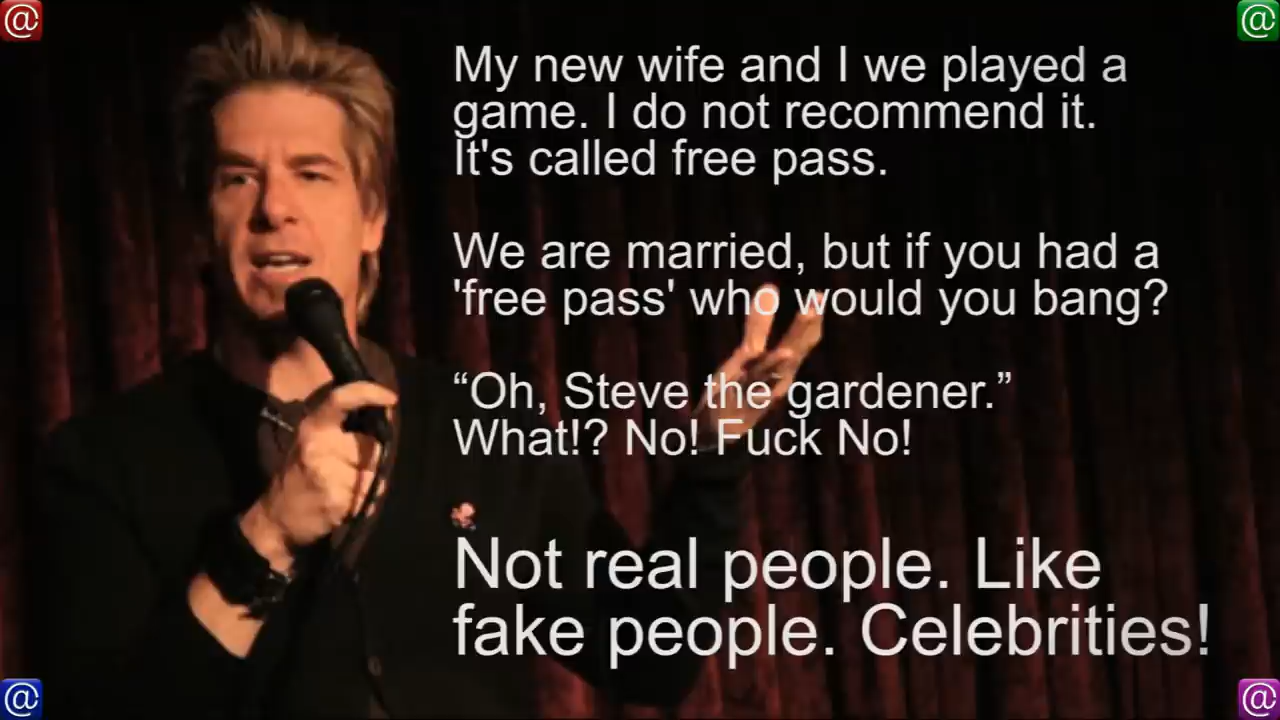 @ @
My new wife and I we played a
game. I do not recommend it.
It's called free pass.
We are married, but if you had a
'free pass' who would you bang?
“Oh, Steve the gardener.”
What!? No! Fuck No!
Not real people. Like
fake people. Celebrities!
@ @